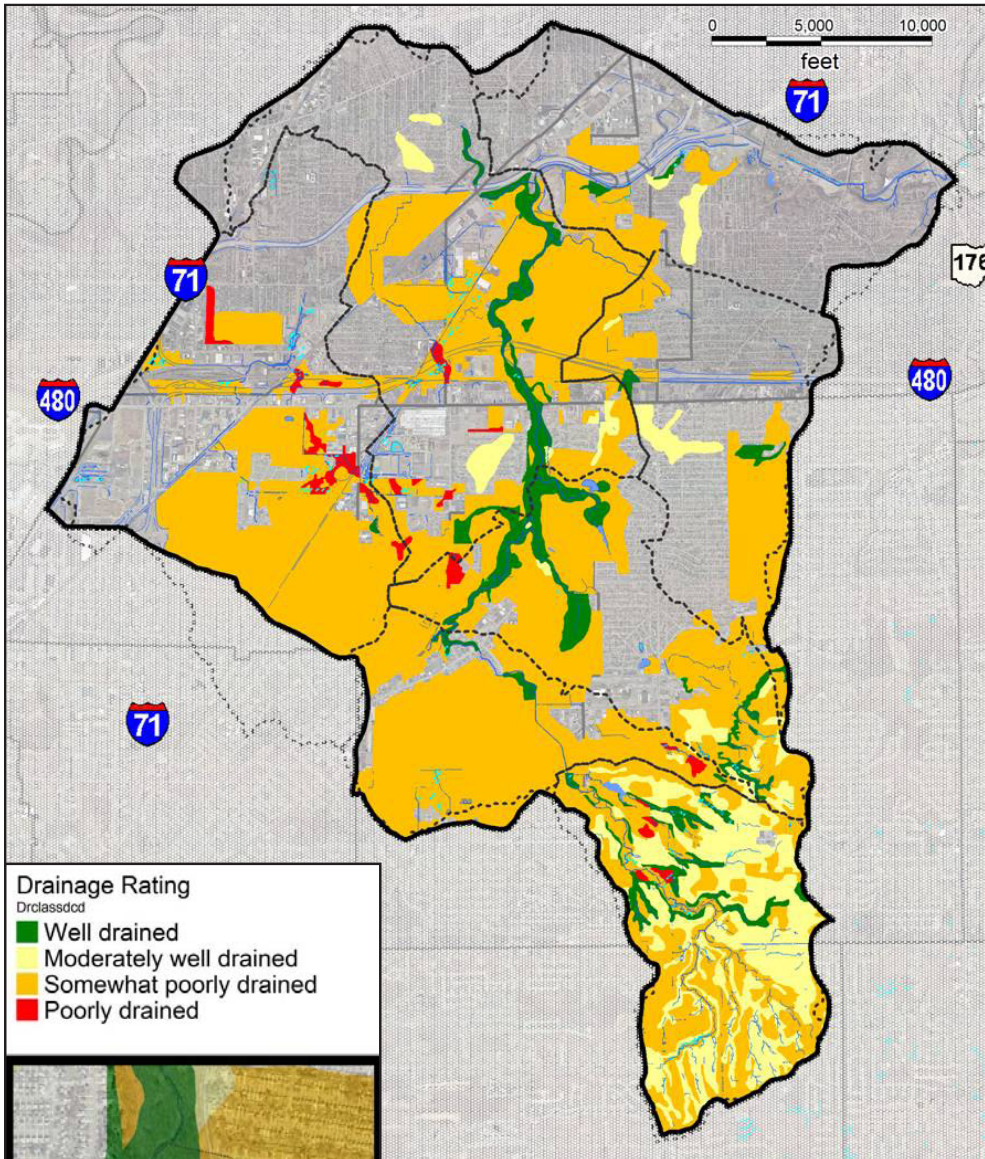 0 5,000 10,000
feet
71
176
71
480
480
71
Drainage Rating
Drclassdcd
Well drained
Moderately well drained
Somewhat poorly drained
Poorly drained